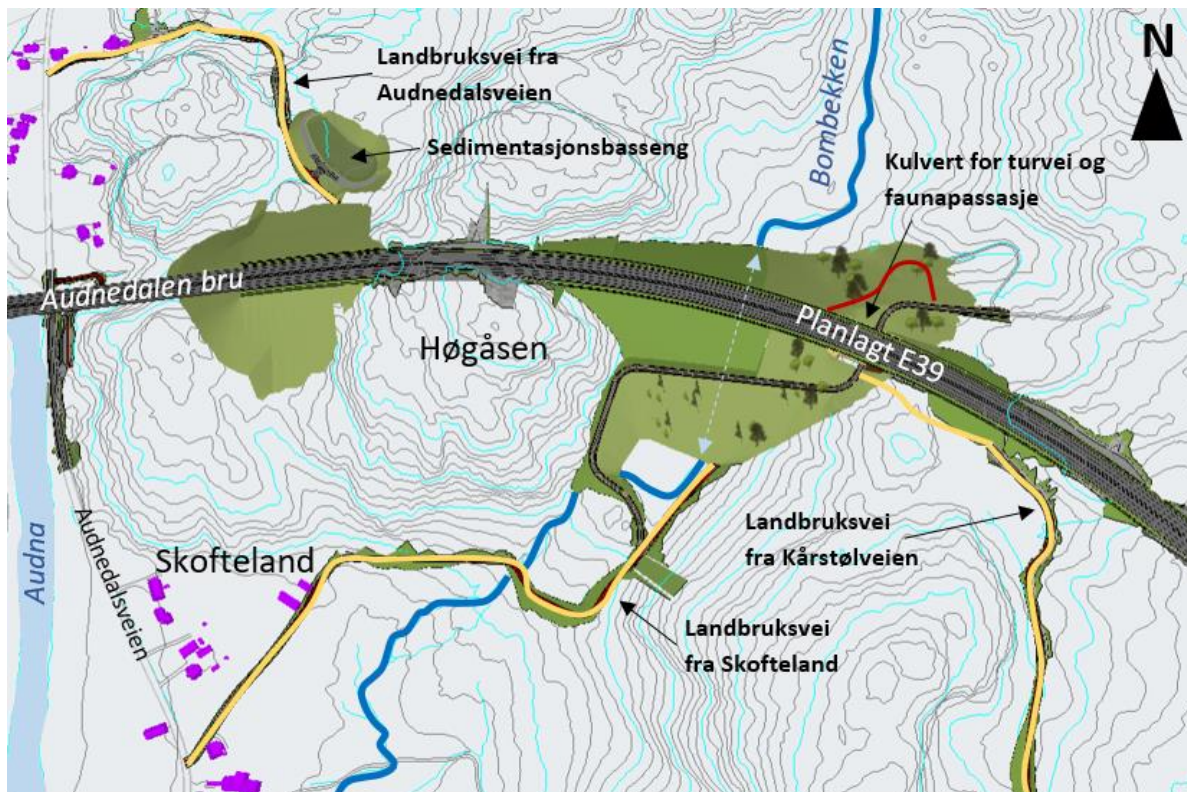 Landbruksvei fra
Audnedalsveien
Sedimentasjonsbasseng
Bombekken
N
Kulvert for turvei og
faunapassasje
Audnedalen bru
Høgåsen
Planlagt E39
Audna
Audnedalsveien
Skofteland
Landbruksvei
fra Kårstølveien
Landbruksvei
fra Skofteland